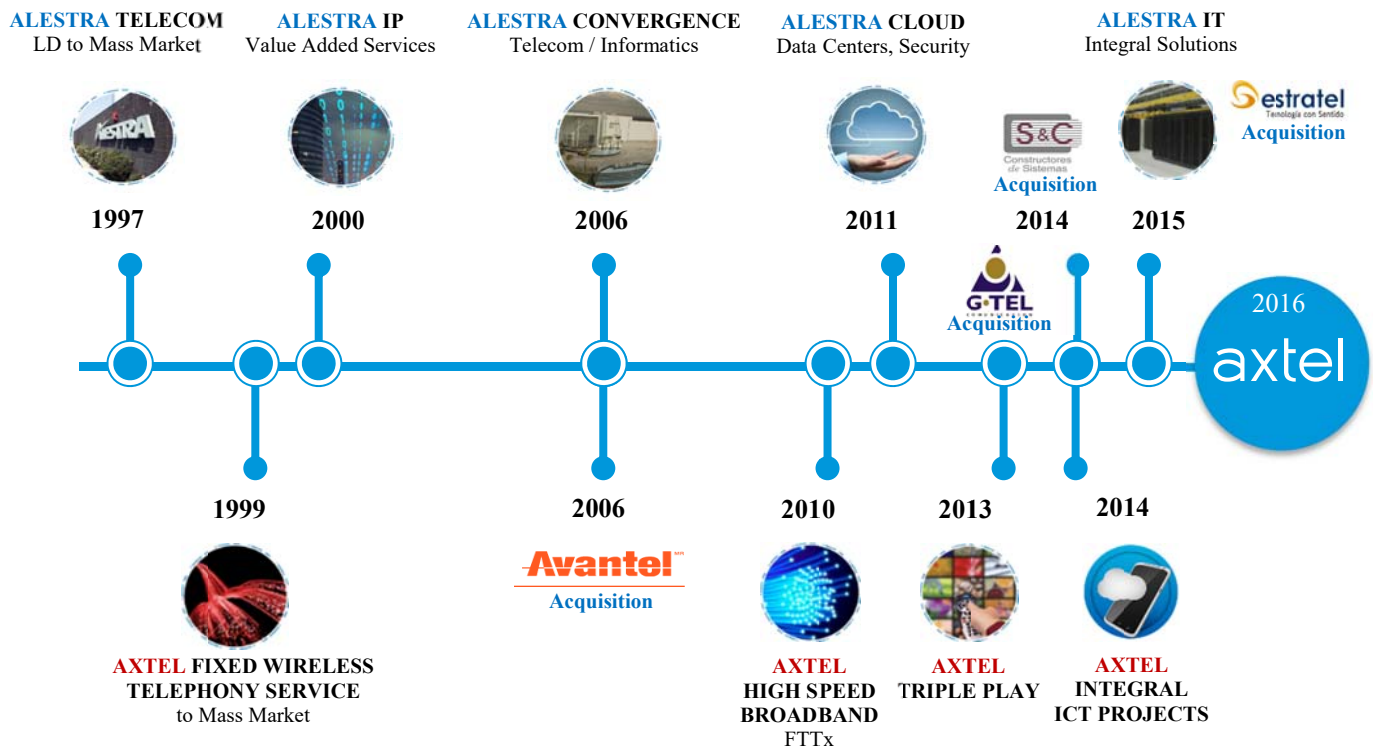 ALESTRA TELECOM
LD to Mass Market
ALESTRA IP
Value Added Services
ALESTRA CONVERGENCE
Telecom / Informatics
ALESTRA CLOUD
Data Centers, Security
ALESTRA IT
Integral Solutions
ALESTRA
S&C
Constructores
de Sistemas
Acquisition
estratel
Tecnología con Sentido
Acquisition
1997
2000
2006
2011
2014
2015
G·TEL
COMUNICACIÓN
Acquisition
2016
axtel
1999
2006
2010
2013
2014
Avantel
Acquisition
AXTEL FIXED WIRELESS
TELEPHONY SERVICE
to Mass Market
AXTEL
HIGH SPEED
BROADBAND
FTTx
AXTEL
TRIPLE PLAY
AXTEL
INTEGRAL
ICT PROJECTS